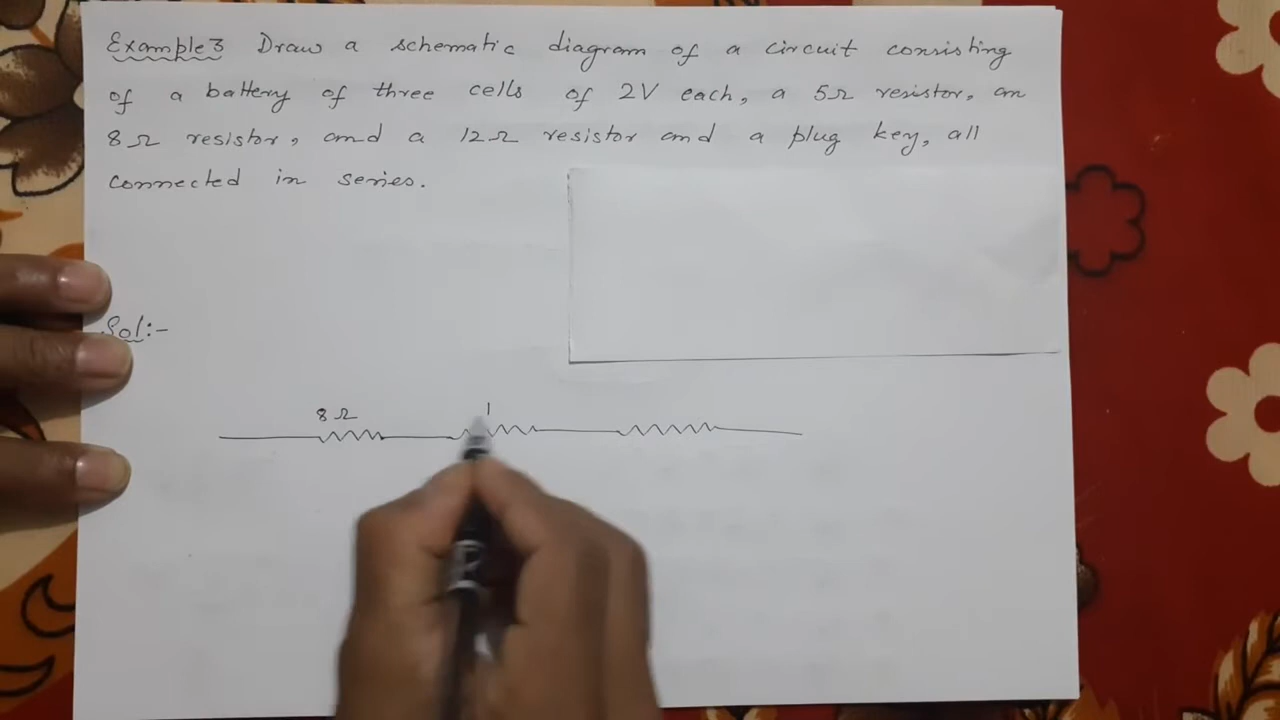 Example 3 Draw a schematic diagram of a circuit consisting
of a battery of three cells of 2V each, a 5Ω resistor, an
8Ω resistor, and a 12Ω resistor and a plug key, all
connected in series.
Sol:-
8Ω 1